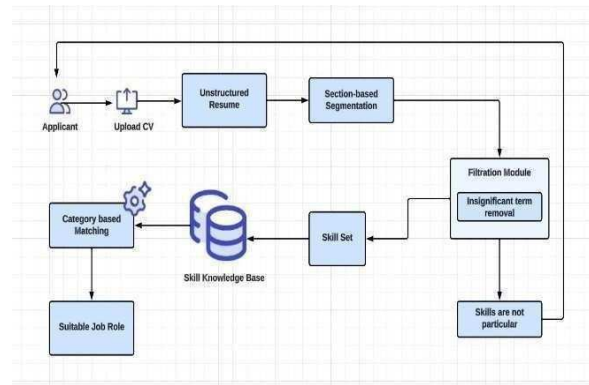 Applicant
Upload CV
Unstructured
Resume
Section-based
Segmentation
Filtration Module
Insignificant term
removal
Category based
Matching
Skill Knowledge Base
Skill Set
Suitable Job Role
Skills are not
particular